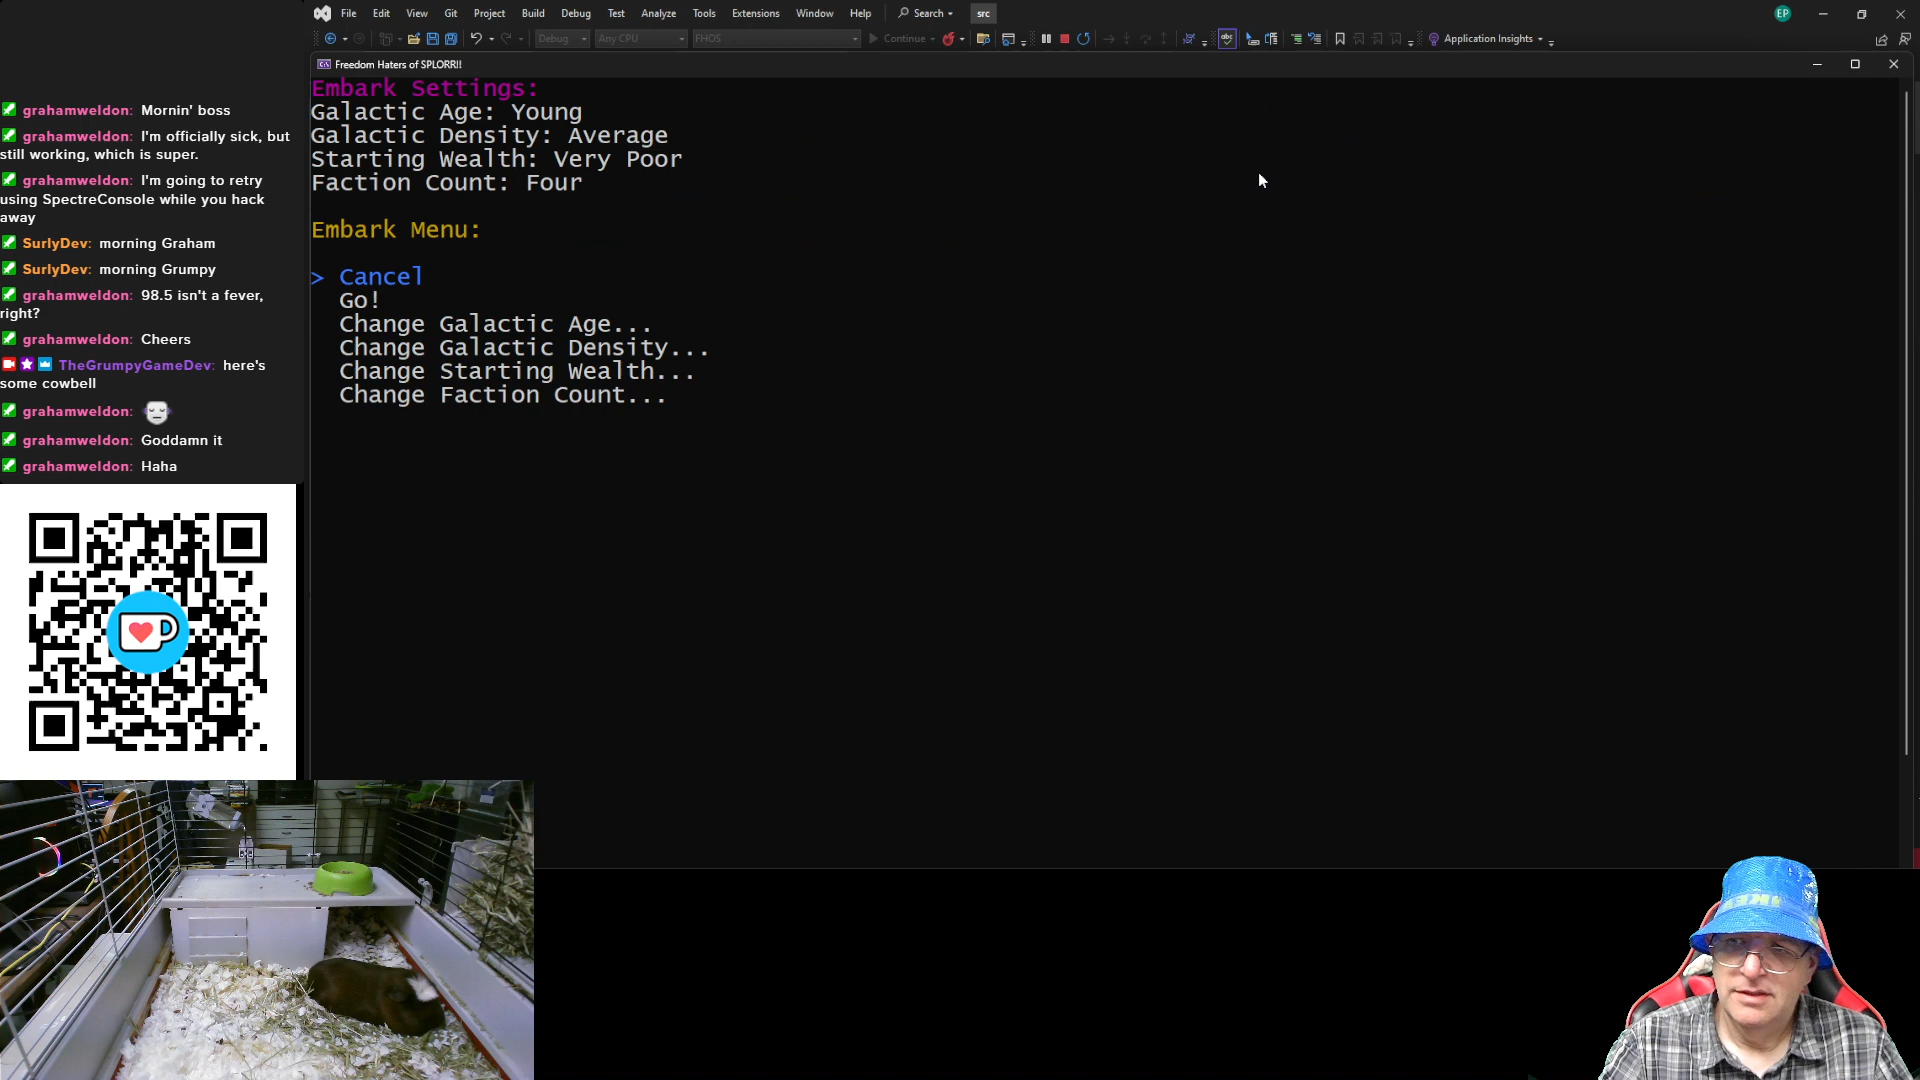 File Edit View Git Project Build Debug Test Analyze Tools Extensions Window Help Search src EP
Debug Any CPU FHOS Continue Application Insights
Freedom Haters of SPLORR!!
Embark Settings:
Galactic Age: Young
Galactic Density: Average
Starting Wealth: Very Poor
Faction Count: Four
Embark Menu:
> Cancel
Go!
Change Galactic Age...
Change Galactic Density...
Change Starting Wealth...
Change Faction Count...
grahamweldon: Mornin' boss
grahamweldon: I'm officially sick, but
still working, which is super.
grahamweldon: I'm going to retry
using SpectreConsole while you hack
away
SurlyDev: morning Graham
SurlyDev: morning Grumpy
grahamweldon: 98.5 isn't a fever,
right?
grahamweldon: Cheers
TheGrumpyGameDev: here's
some cowbell
grahamweldon:
grahamweldon: Goddamn it
grahamweldon: Haha
IKEA